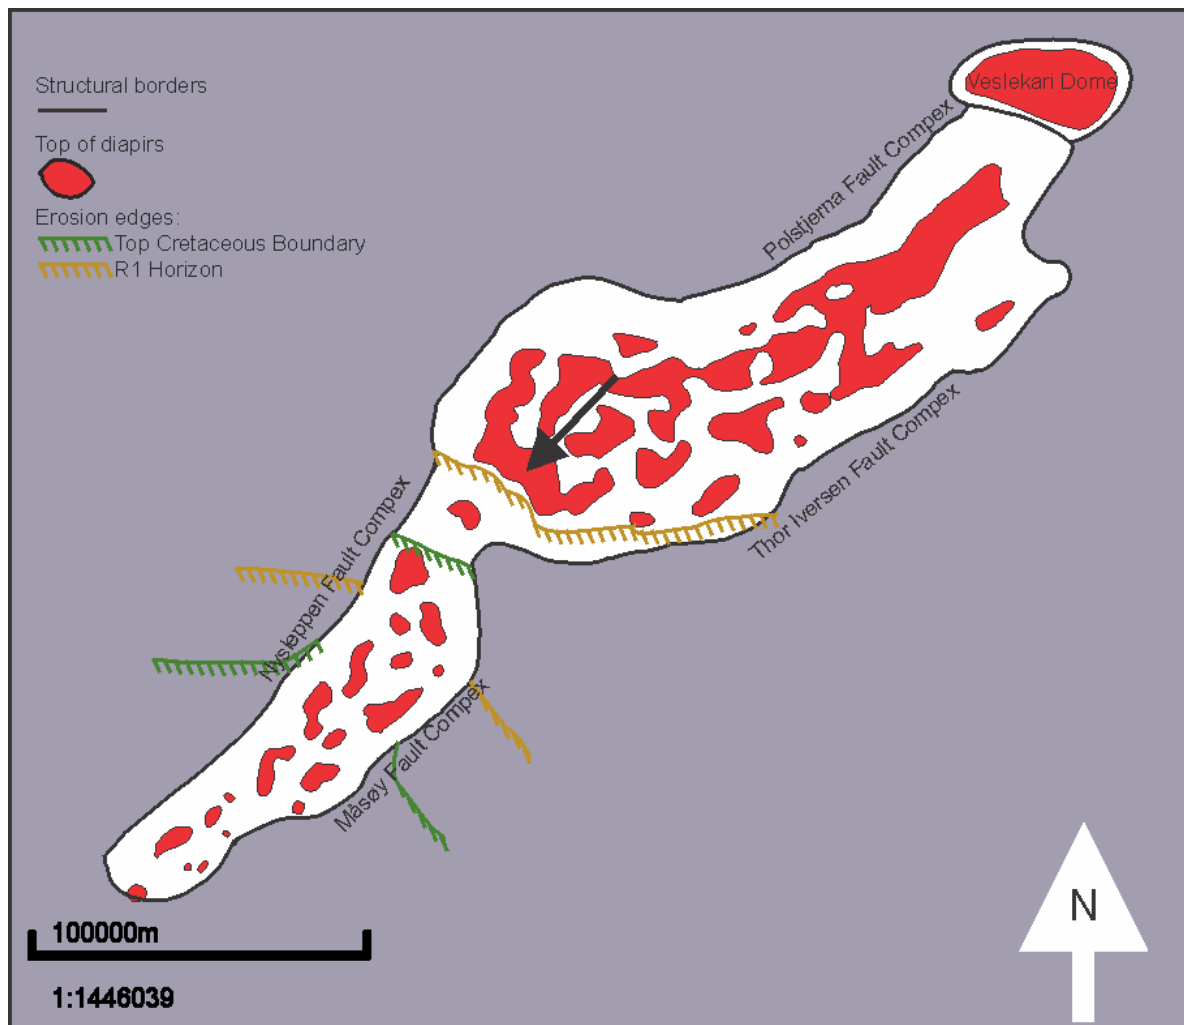 Structural borders
Top of diapirs
Erosion edges:
Top Cretaceous Boundary
R1 Horizon
Veslekari Dome
Polstjerna Fault Compex
Thor Iversen Fault Compex
Nysleppen Fault Compex
Måsøy Fault Compex
100000m
1:1446039
N